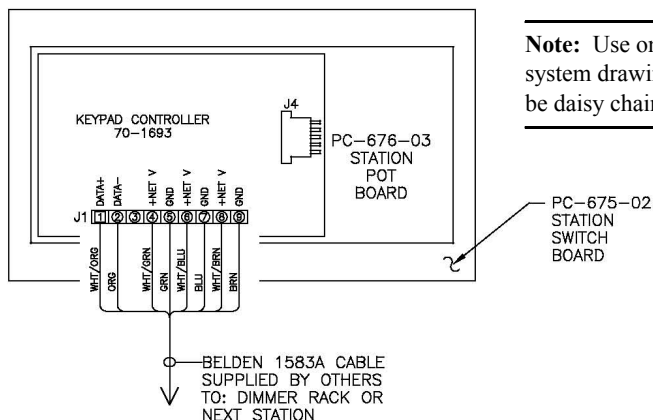 Note: Use or
system drawin
be daisy chair
KEYPAD CONTROLLER
70-1693
J4
PC-676-03
STATION
POT
BOARD
PC-675-02
STATION
SWITCH
BOARD
DATA+
DATA-
+NET V
GND
+NET V
GND
+NET V
GND
J1 1 2 3 4 5 6 7 8 9
WHT/ORG
ORG
WHT/GRN
GRN
WHT/BLU
BLU
WHT/BRN
BRN
BELDEN 1583A CABLE
SUPPLIED BY OTHERS
TO: DIMMER RACK OR
NEXT STATION